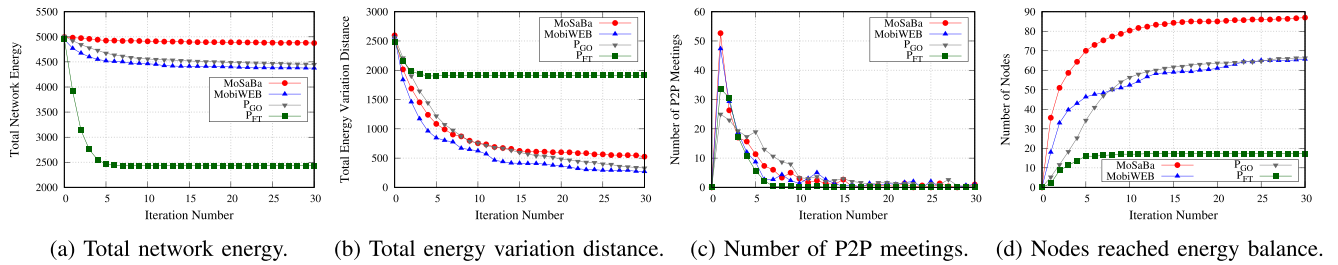 Total Network Energy
5000
4500
4000
3500
3000
2500
2000
MoSaBa
MobiWEB
P_GO
P_FT
0 5 10 15 20 25 30
Iteration Number
(a) Total network energy.
Total Energy Variation Distance
3000
2500
2000
1500
1000
500
0
MoSaBa
MobiWEB
P_GO
P_FT
0 5 10 15 20 25 30
Iteration Number
(b) Total energy variation distance.
Number of P2P Meetings
60
50
40
30
20
10
0
MoSaBa
MobiWEB
P_GO
P_FT
0 5 10 15 20 25 30
Iteration Number
(c) Number of P2P meetings.
Number of Nodes
90
80
70
60
50
40
30
20
10
0
MoSaBa
MobiWEB
P_GO
P_FT
0 5 10 15 20 25 30
Iteration Number
(d) Nodes reached energy balance.